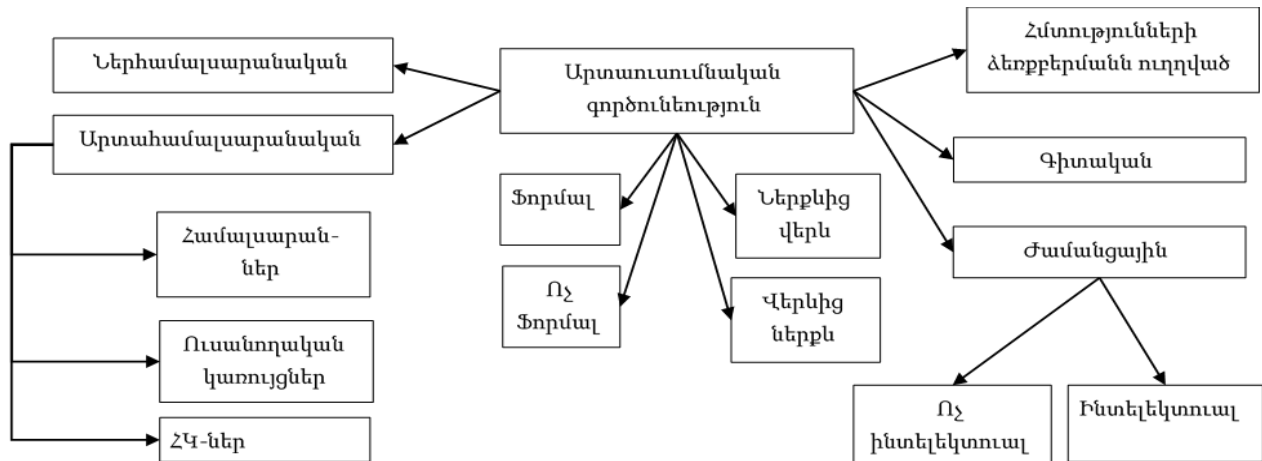 Ներհամալսարանական
Արտահամալսարանական
Համալսարան-
ներ
Ուսանողական
կառույցներ
ՀԿ-ներ
Արտաուսումնական
գործունեություն
Ֆորմալ
Ոչ
Ֆորմալ
Ներքևից
վերև
Վերևից
ներքև
Հմտությունների
ձեռքբերմանն ուղղված
Գիտական
Ժամանցային
Ոչ
ինտելեկտուալ
Ինտելեկտուալ